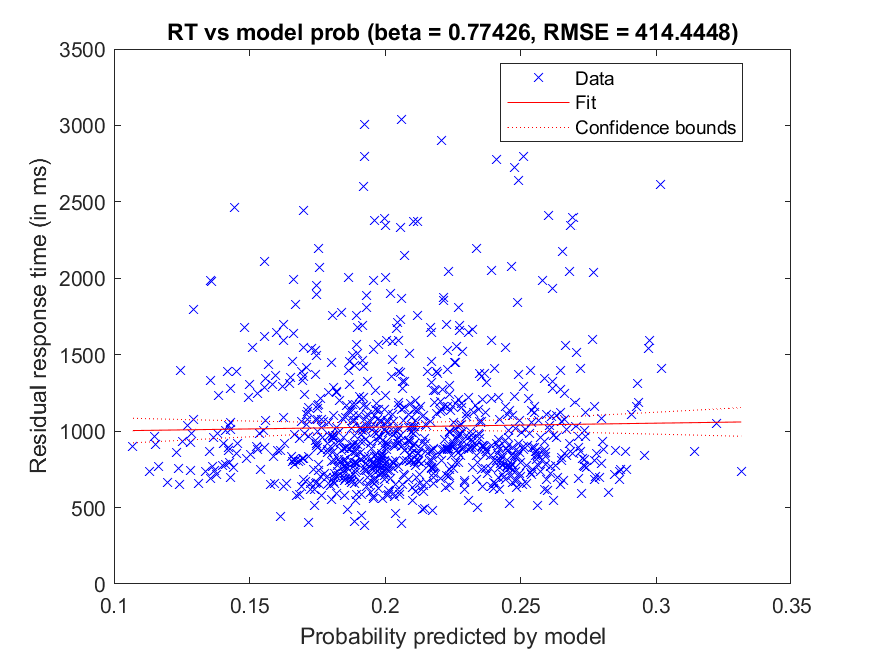 RT vs model prob (beta = 0.77426, RMSE = 414.4448)
3500
Data
Fit
Confidence bounds
3000
2500
2000
1500
1000
500
0
Residual response time (in ms)
0.1 0.15 0.2 0.25 0.3 0.35
Probability predicted by model